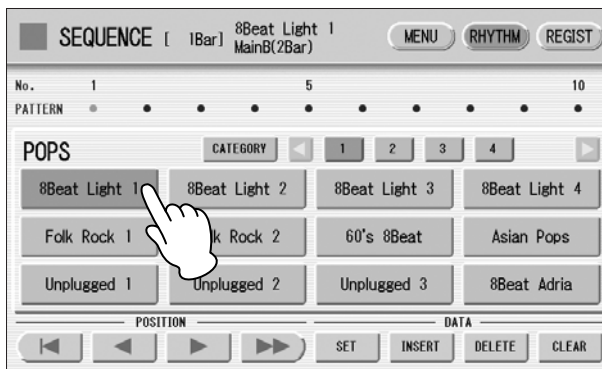 SEQUENCE [ 1Bar] 8Beat Light 1 MENU RHYTHM REGIST
MainB(2Bar)
No. 1 5 10
PATTERN
POPS CATEGORY 1 2 3 4
8Beat Light 1 8Beat Light 2 8Beat Light 3 8Beat Light 4
Folk Rock 1 k Rock 2 60's 8Beat Asian Pops
Unplugged 1 Unplugged 2 Unplugged 3 8Beat Adria
POSITION DATA
SET INSERT DELETE CLEAR